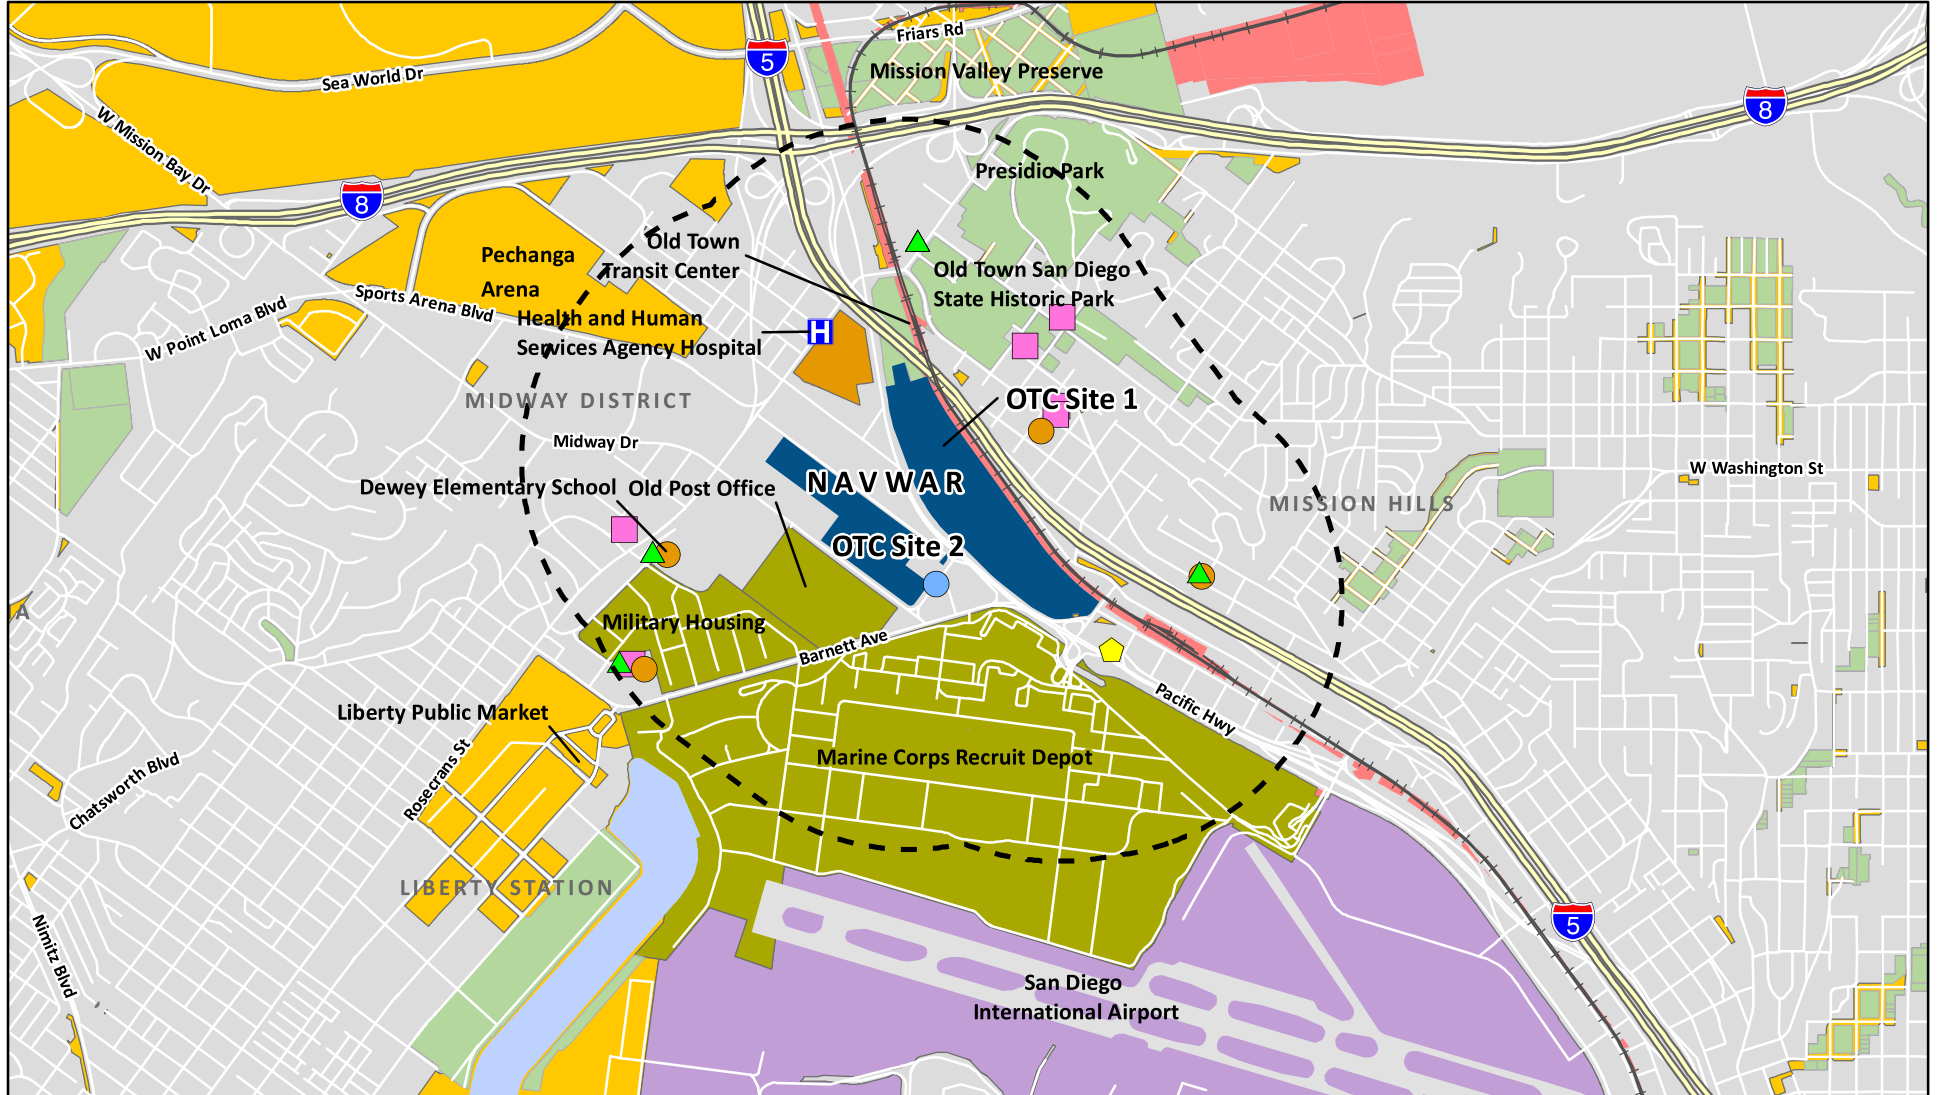 Friars Rd
5
Mission Valley Preserve
Sea World Dr
8
W Mission Bay Dr
Presidio Park
8
Old Town
Transit Center
Pechanga
Arena
Old Town San Diego
State Historic Park
Sports Arena Blvd
W Point Loma Blvd
Health and Human
Services Agency Hospital
H
MIDWAY DISTRICT
OTC Site 1
Midway Dr
W Washington St
NAVWAR
Dewey Elementary School
Old Post Office
MISSION HILLS
OTC Site 2
A
Military Housing
Barnett Ave
Pacific Hwy
Liberty Public Market
Rosecrans St
Marine Corps Recruit Depot
Chatsworth Blvd
LIBERTY STATION
5
Nimitz Blvd
San Diego
International Airport